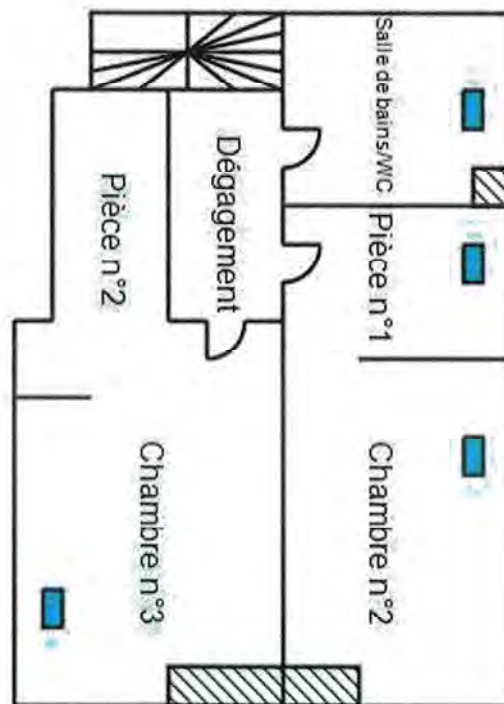 Salle de bains/WC
Pièce n°1
Chambre n°2
Dégagement
Pièce n°2
Chambre n°3